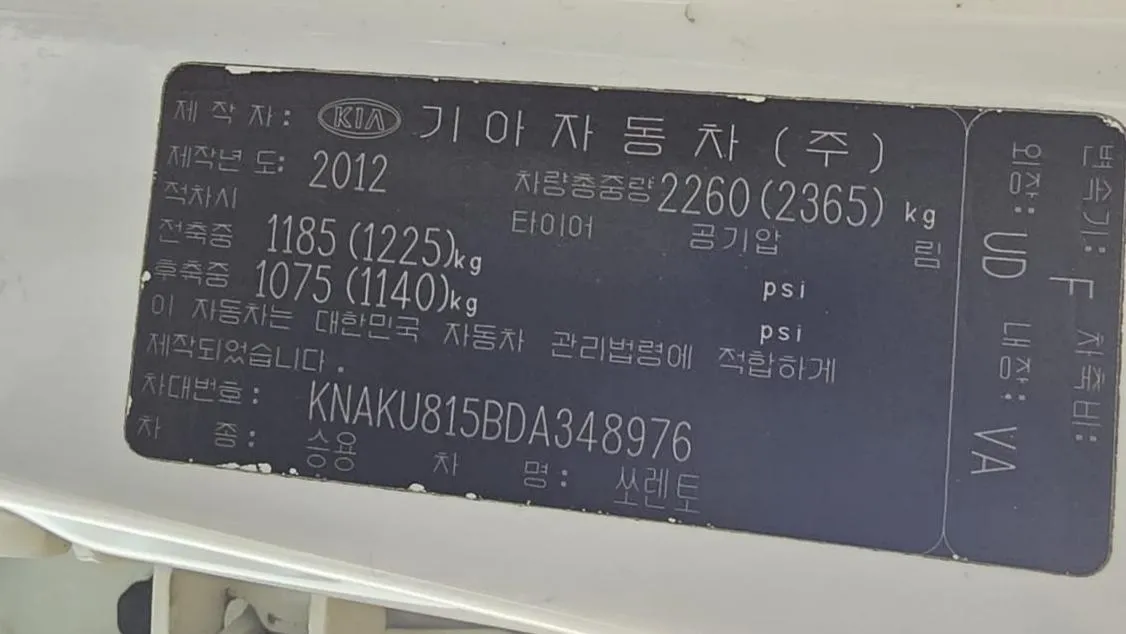 제 작 자: KIA 기아자동차(주)
제작년 도: 2012 차량총중량 2260(2365) kg
적차시 타이어 공기압 림
전축중 1185(1225)kg psi
후축중 1075(1140)kg psi
이 자동차는 대한민국 자동차 관리법령에 적합하게
제작되었습니다.
차대번호: KNAKU815BDA348976
차 종: 승용 차 명: 쏘렌토
변속기: F 차축비:
외장: UD 내장: VA